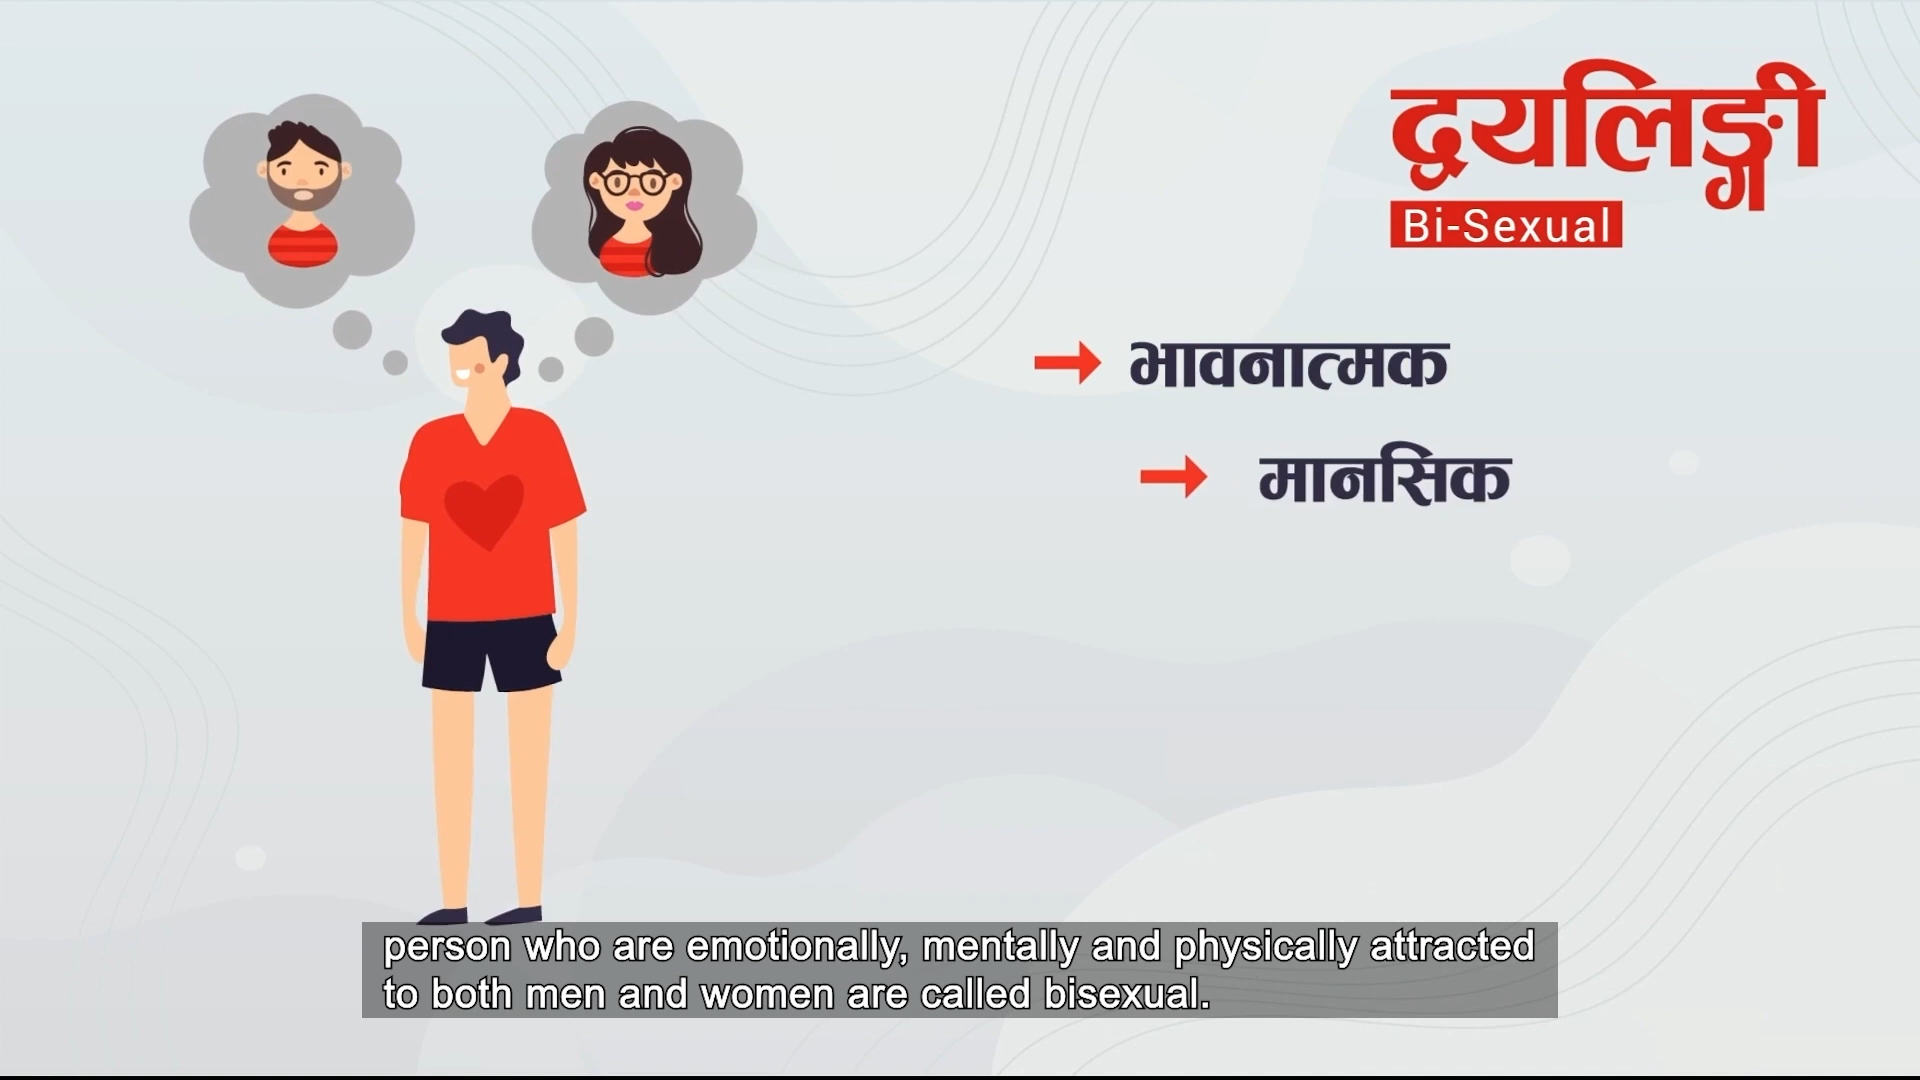 द्वयलिङ्गी
Bi-Sexual
भावनात्मक
मानसिक
person who are emotionally, mentally and physically attracted
to both men and women are called bisexual.